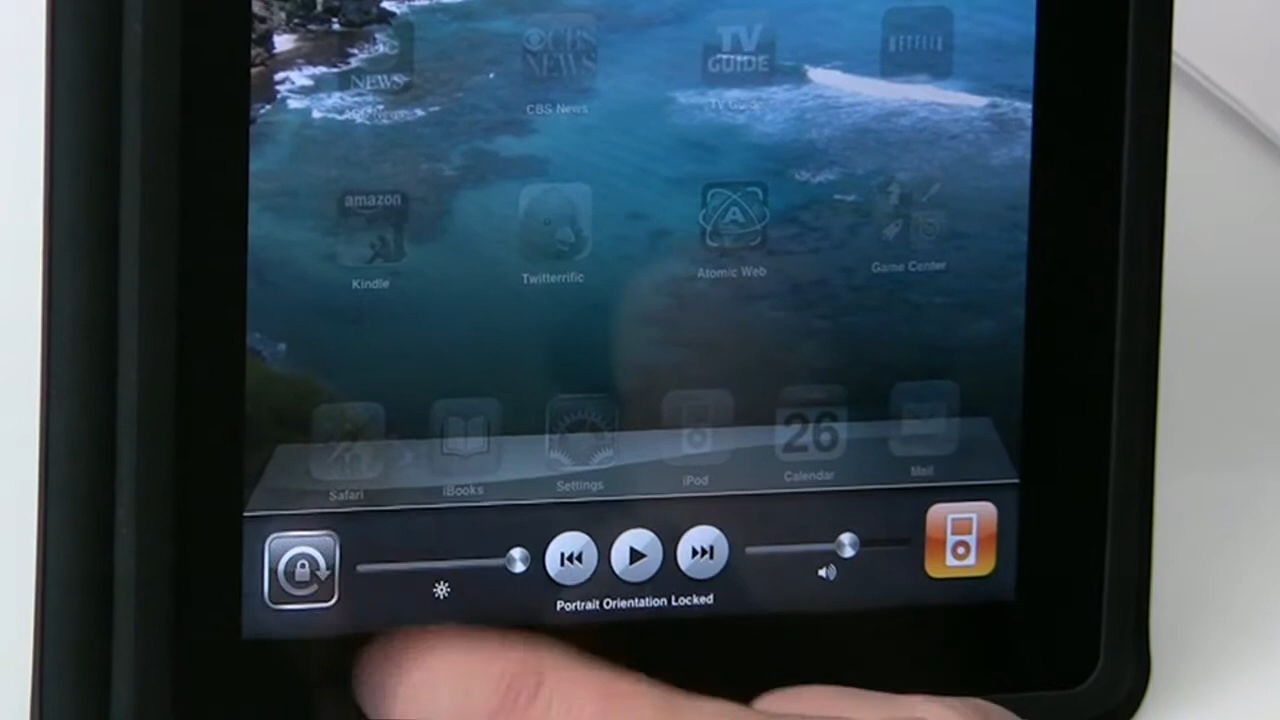 NEWS
CBS
NEWS
TV
GUIDE
NETFLIX
CBS News
TV Guide
amazon
A
Kindle
Twitterrific
Atomic Web
Game Center
26
Safari
iBooks
Settings
iPod
Calendar
Mail
Portrait Orientation Locked